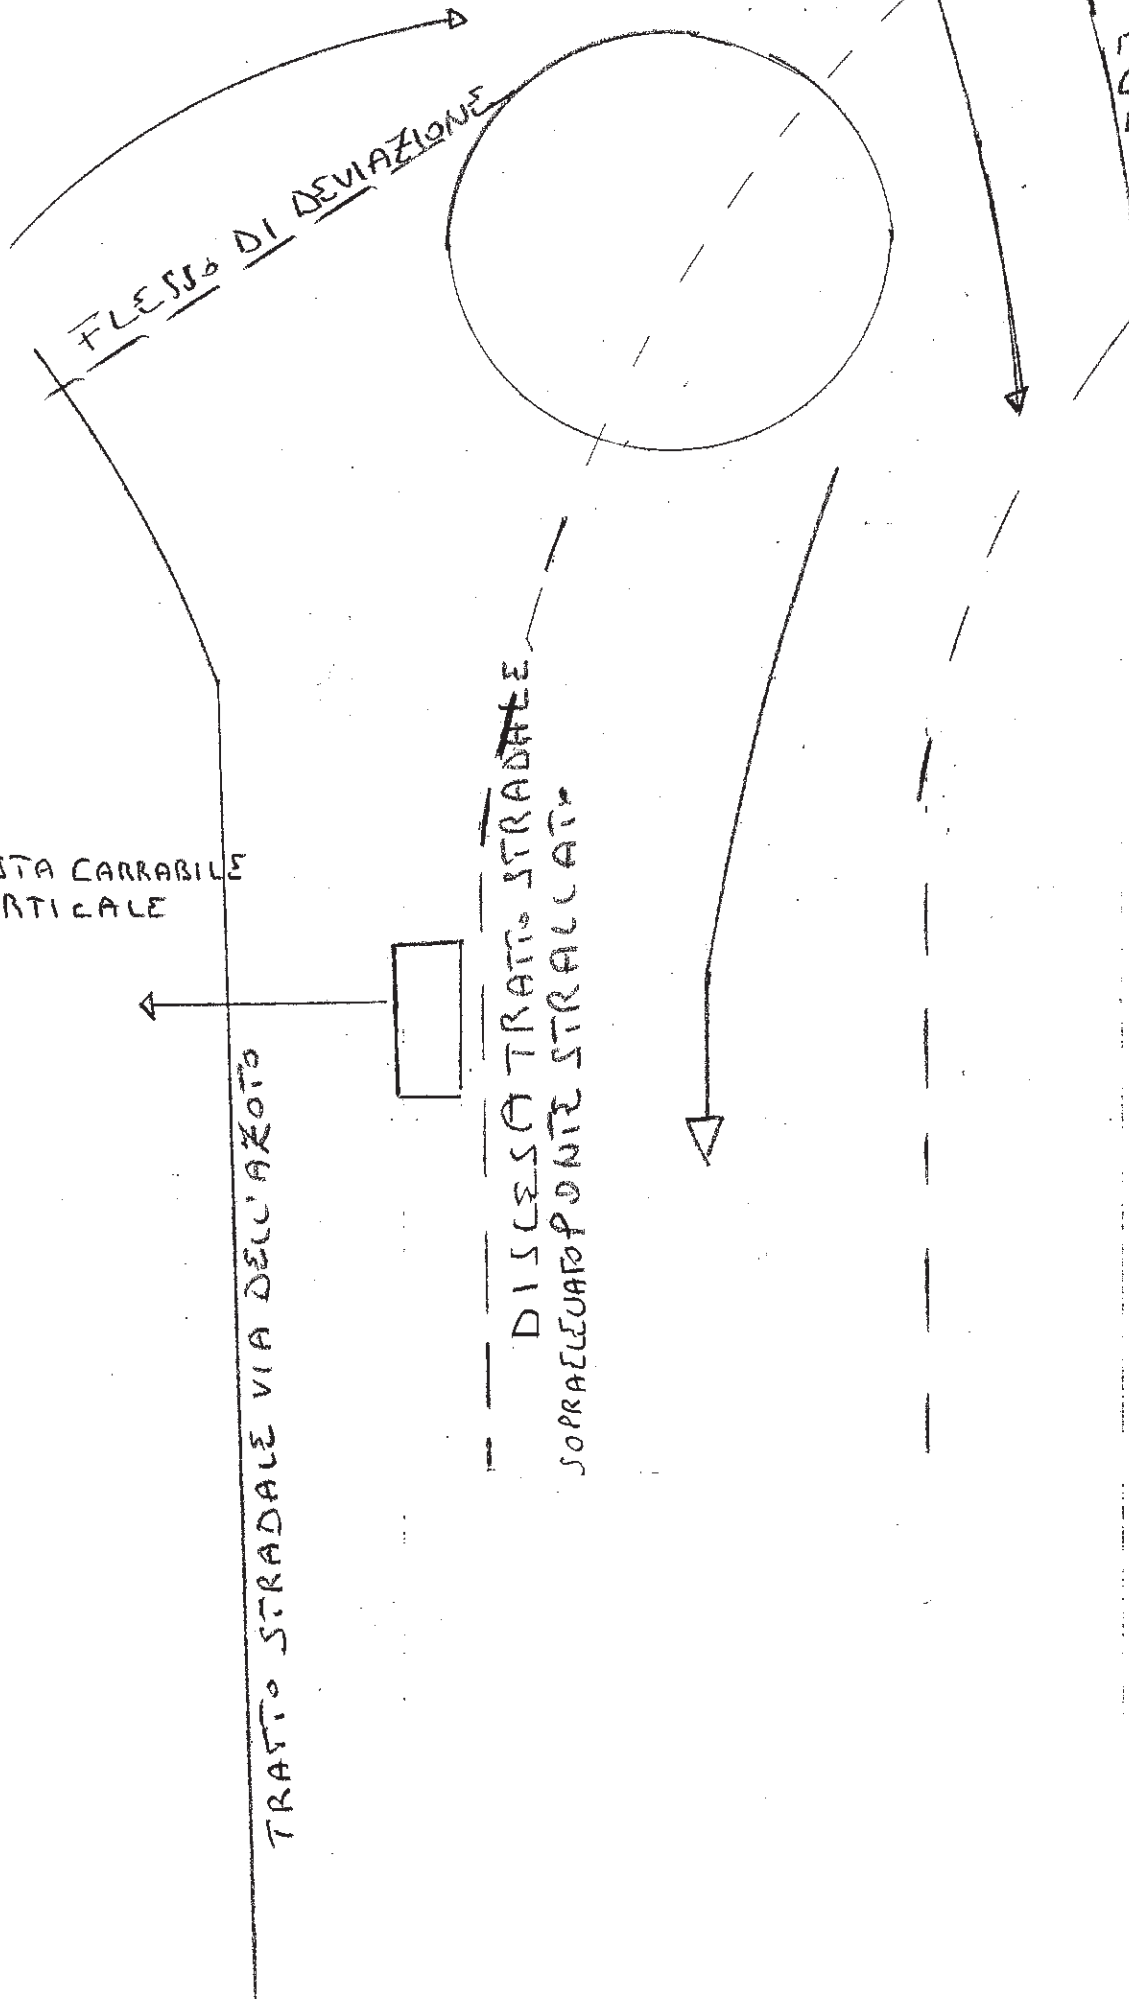 FLESSO DI DEVIAZIONE
STA CARRABILE
RTICALE
DISCESA TRATTO STRADALE
SOPRAELEVATO PONTE STRALLATO
TRATTO STRADALE VIA DELL'AZOTO